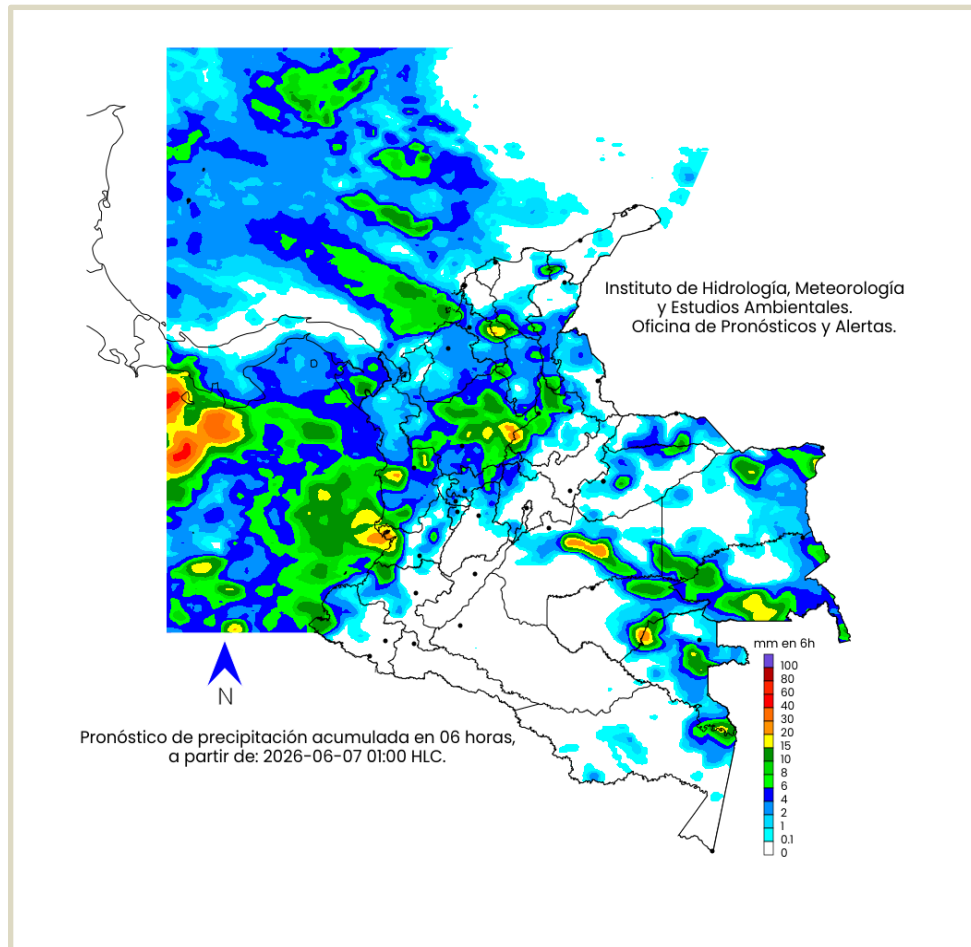 Instituto de Hidrología, Meteorología
y Estudios Ambientales.
Oficina de Pronósticos y Alertas.
mm en 6h
100
80
60
40
30
20
15
10
8
6
4
2
1
0.1
0
N
Pronóstico de precipitación acumulada en 06 horas,
a partir de: 2026-06-07 01:00 HLC.